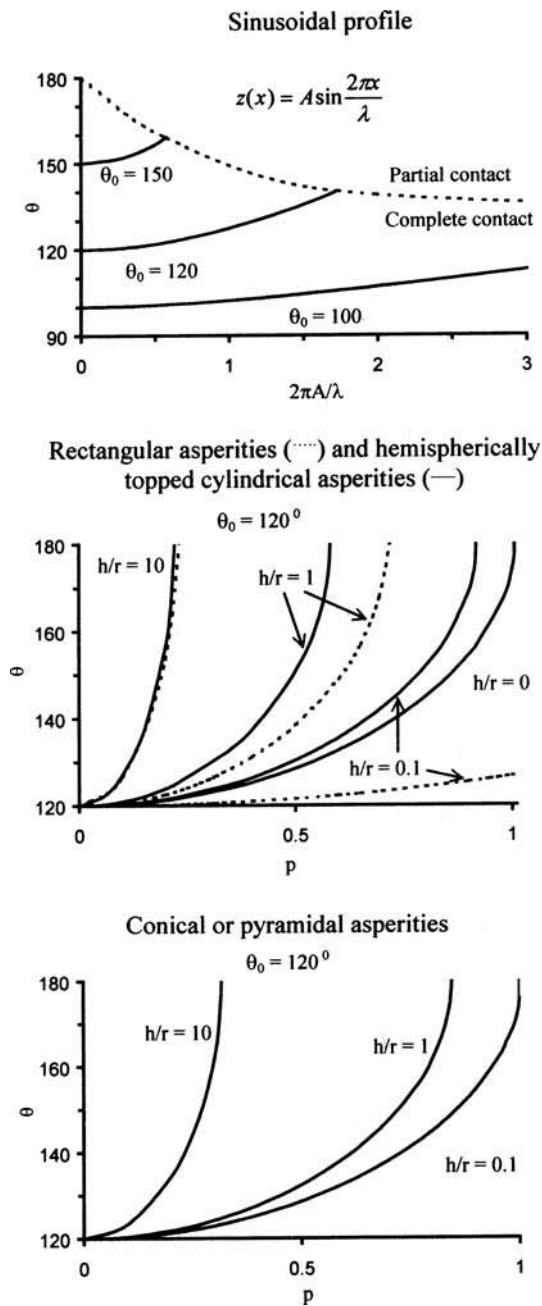 Sinusoidal profile
z(x) = A sin 2πx/λ
180
150
120
90
θ
θ₀ = 150
θ₀ = 120
θ₀ = 100
Partial contact
Complete contact
0
1
2
3
2πA/λ
Rectangular asperities (·····) and hemispherically
topped cylindrical asperities (—)
θ₀ = 120⁰
180
160
140
120
θ
h/r = 10
h/r = 1
h/r = 0
h/r = 0.1
0
0.5
1
p
Conical or pyramidal asperities
θ₀ = 120⁰
180
160
140
120
θ
h/r = 10
h/r = 1
h/r = 0.1
0
0.5
1
p